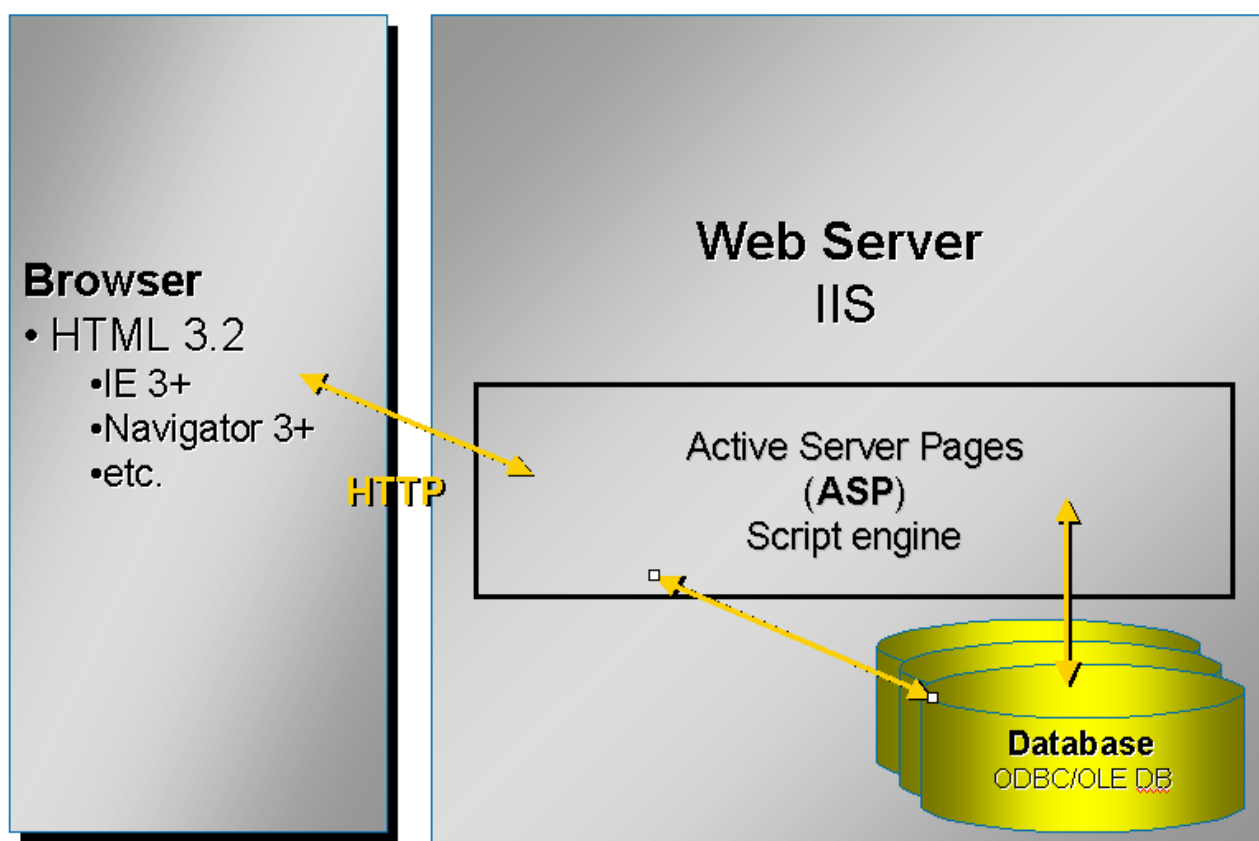 Browser
• HTML 3.2
•IE 3+
•Navigator 3+
•etc.
HTTP
Web Server
IIS
Active Server Pages
(ASP)
Script engine
Database
ODBC/OLE DB